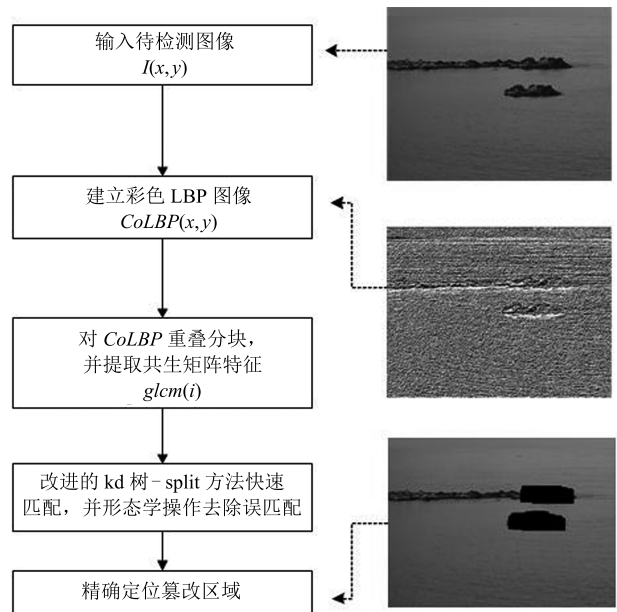 输入待检测图像
I(x,y)
建立彩色 LBP 图像
CoLBP(x,y)
对 CoLBP 重叠分块，
并提取共生矩阵特征
glcm(i)
改进的 kd 树－split 方法快速
匹配，并形态学操作去除误匹配
精确定位篡改区域